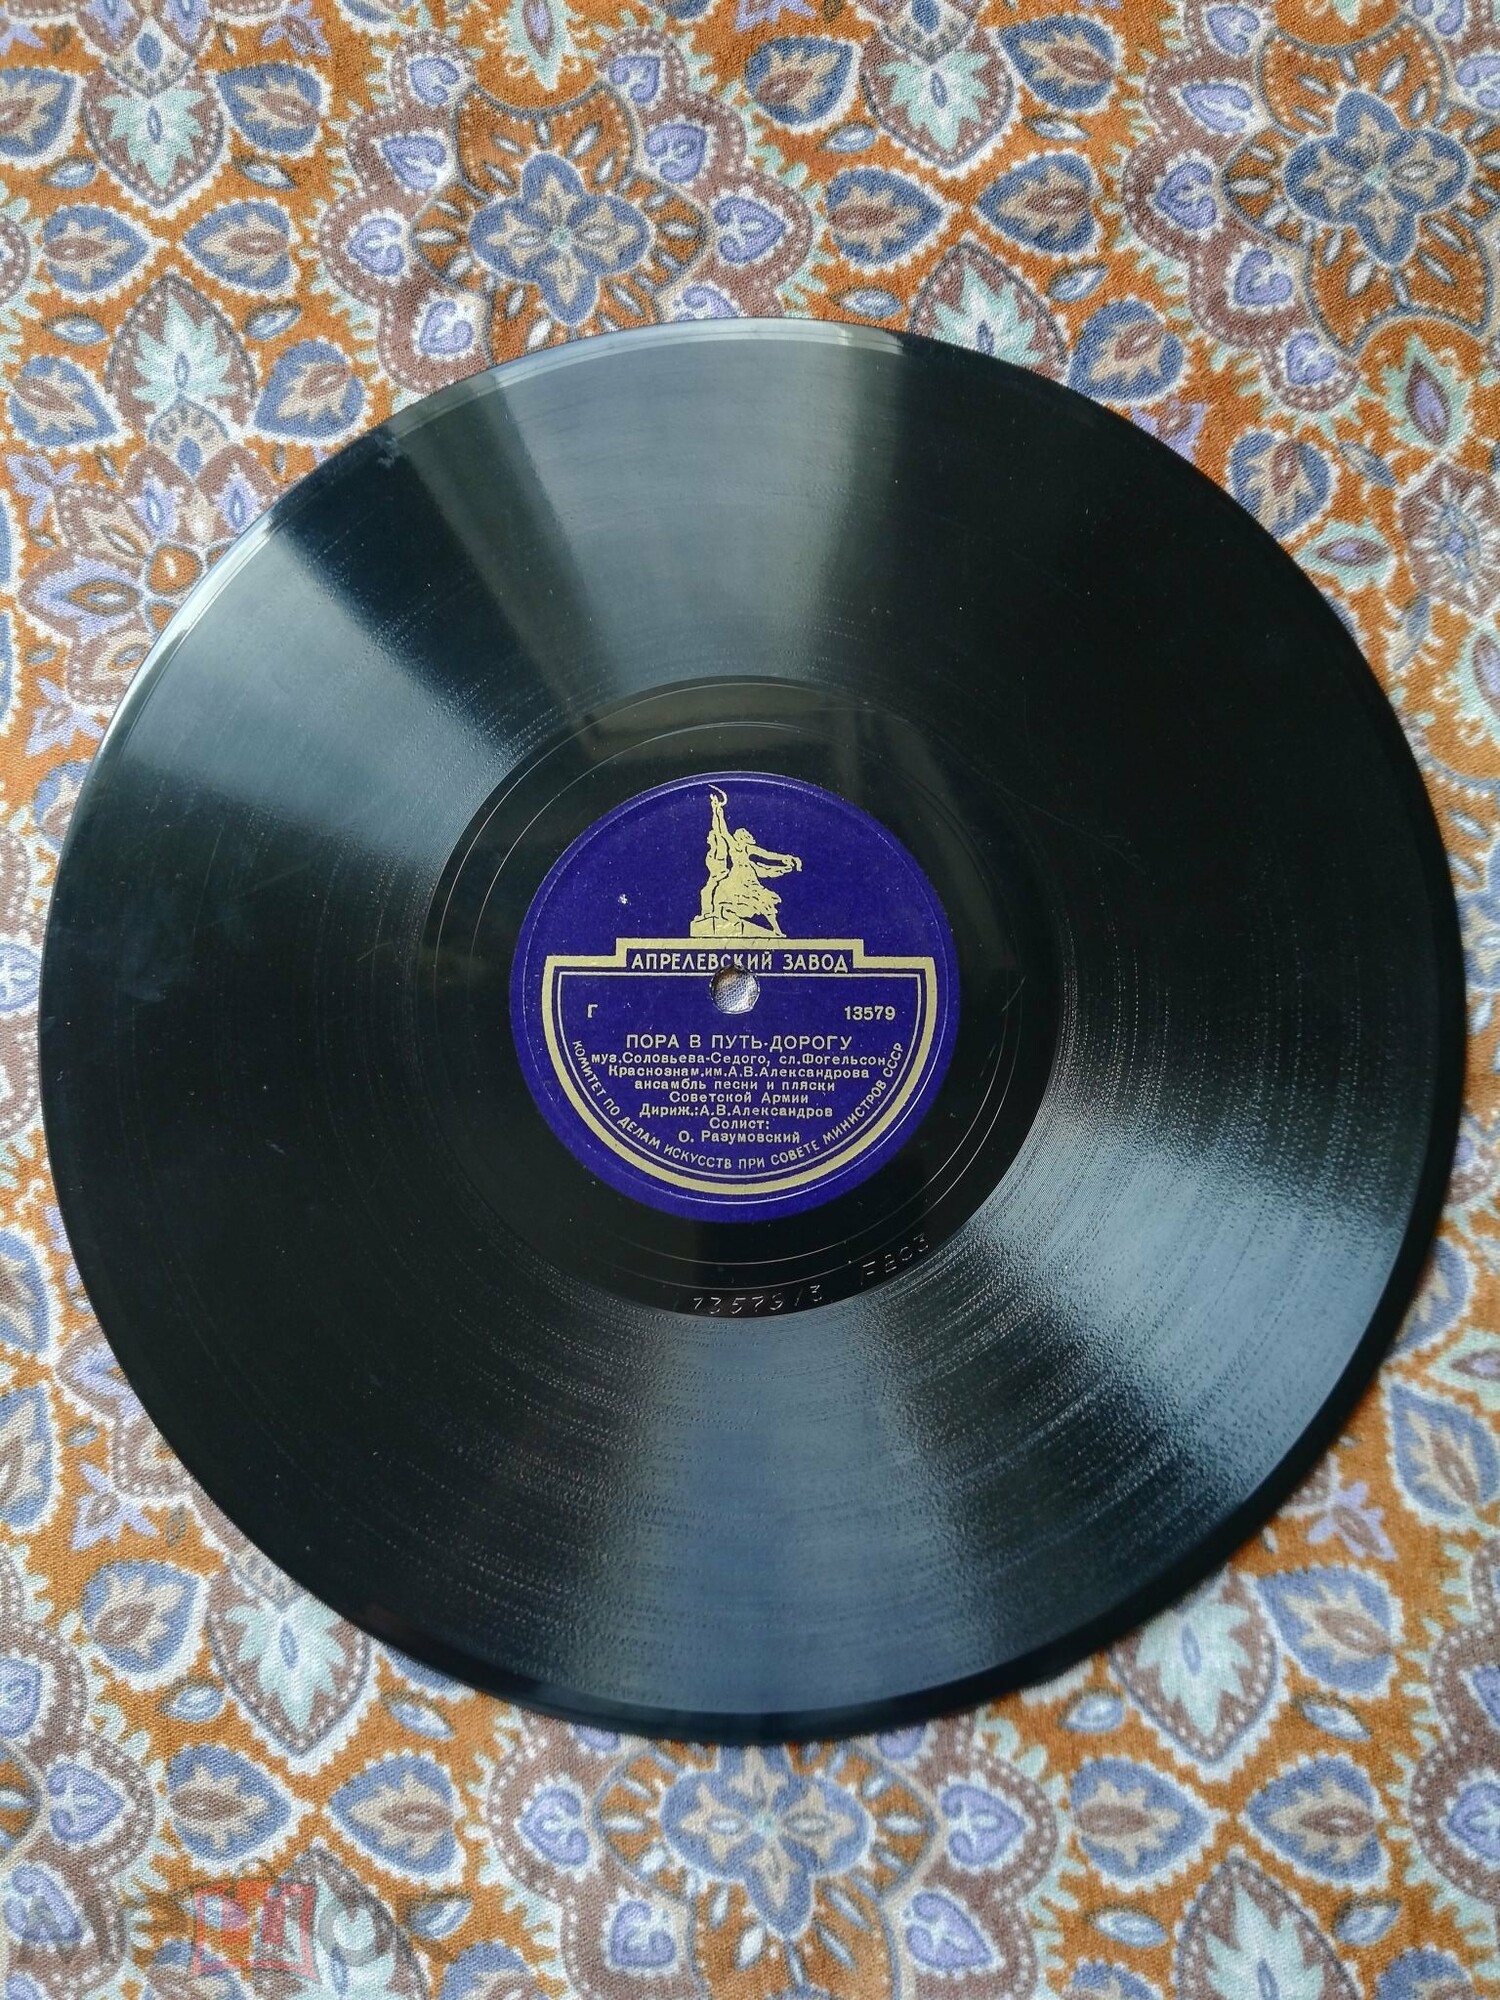 АПРЕЛЕВСКИЙ ЗАВОД
Г 13579
ПОРА В ПУТЬ-ДОРОГУ
муз.Соловьева-Седого, сл.Фогельсон
Краснознам.им.А.В.Александрова
ансамбль песни и пляски
Советской Армии
Дириж.:А.В.Александров
Солист:
О. Разумовский
КОМИТЕТ ПО ДЕЛАМ ИСКУССТВ ПРИ СОВЕТЕ МИНИСТРОВ СССР